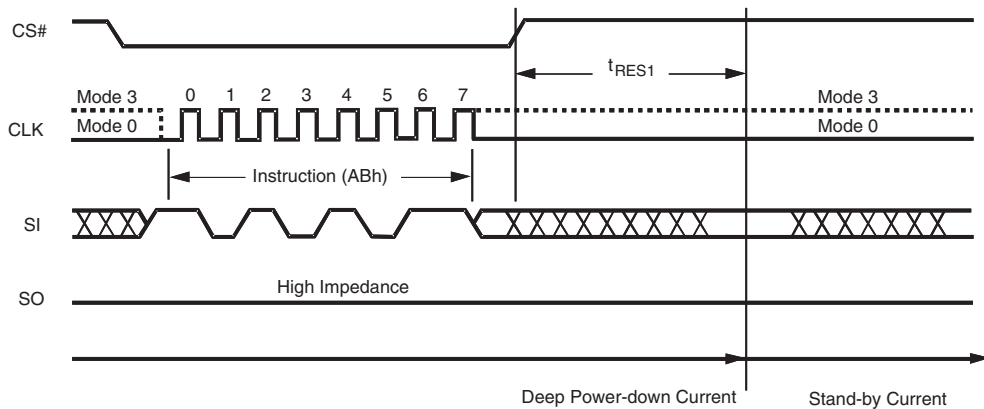 CS#
tRES1
Mode 3
0 1 2 3 4 5 6 7
Mode 3
CLK
Mode 0
Mode 0
Instruction (ABh)
SI
High Impedance
SO
Deep Power-down Current
Stand-by Current